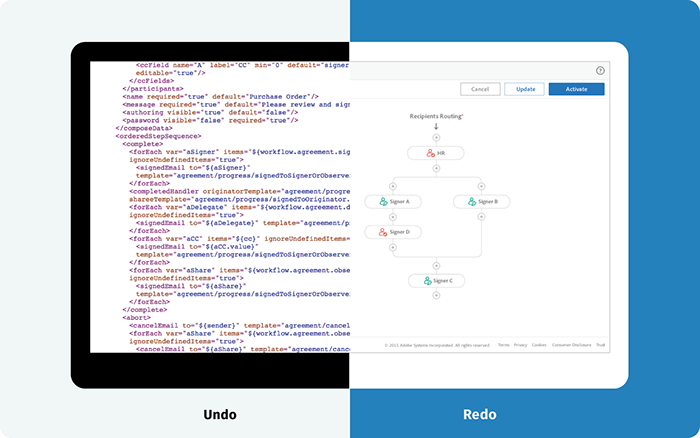 <ccField name="A" label="CC" min="0" default="signer
editable="true"/>
</ccFields>
</participants>
<name required="true" default="Purchase Order"/>
<message required="true" default="Please review and sig
<authoring visible="true" default="false"/>
<password visible="false" required="true"/>
</composeData>
<orderedStepSequence>
<complete>
<forEach var="aSigner" items="${workflow.agreement.sig
ignoreUndefinedItems="true">
<signedEmail to="${aSigner}"
template="agreement/progress/signedToSignerOrObserve
</forEach>
<completedHandler originatorTemplate="agreement/progres
shareeTemplate="agreement/progress/signedToOriginator.
<forEach var="aDelegate" items="${workflow.agreement.d
ignoreUndefinedItems="true">
<signedEmail to="${aDelegate}" template="agreement/p
</forEach>
<forEach var="aCC" items="${cc}" ignoreUndefinedItems=
<signedEmail to="${aCC.value}"
template="agreement/progress/signedToSignerOrObserve
</forEach>
<forEach var="aShare" items="${workflow.agreement.obse
ignoreUndefinedItems="true">
<signedEmail to="${aShare}"
template="agreement/progress/signedToSignerOrObserve
</forEach>
</complete>
<abort>
<cancelEmail to="${sender}" template="agreement/cancel
<forEach var="aShare" items="${workflow.agreement.obse
ignoreUndefinedItems="true">
<cancelEmail to="${aShare}" template="agreement/cance
?
Cancel Update Activate
Recipients Routing*
HR
Signer A Signer B
Signer D
Signer C
© 2021 Adobe Systems Incorporated. All rights reserved. Terms Privacy Cookies Consumer Disclosure Trust
Undo Redo